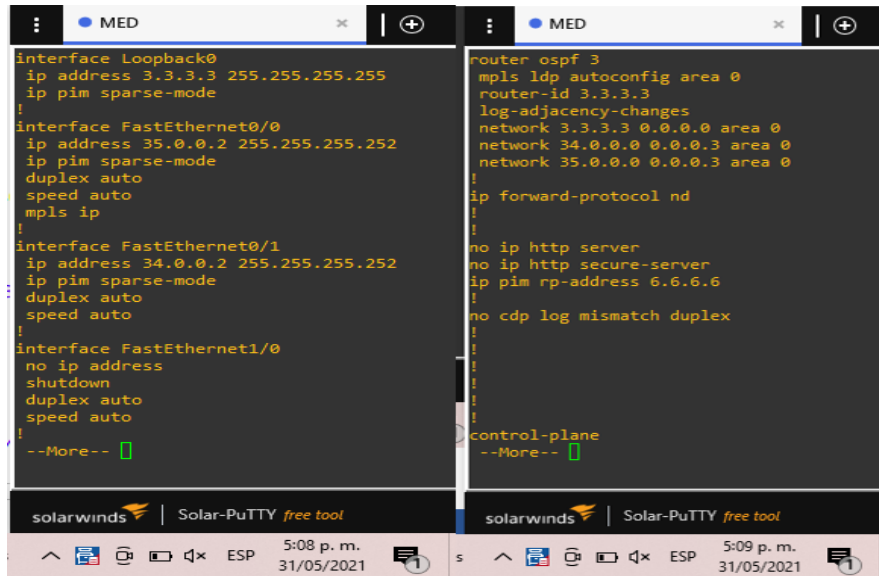 MED
interface Loopback0
 ip address 3.3.3.3 255.255.255.255
 ip pim sparse-mode
!
interface FastEthernet0/0
 ip address 35.0.0.2 255.255.255.252
 ip pim sparse-mode
 duplex auto
 speed auto
 mpls ip
!
interface FastEthernet0/1
 ip address 34.0.0.2 255.255.255.252
 ip pim sparse-mode
 duplex auto
 speed auto
!
interface FastEthernet1/0
 no ip address
 shutdown
 duplex auto
 speed auto
!
 --More--
solarwinds | Solar-PuTTY free tool
ESP
5:08 p. m.
31/05/2021
1
MED
router ospf 3
 mpls ldp autoconfig area 0
 router-id 3.3.3.3
 log-adjacency-changes
 network 3.3.3.3 0.0.0.0 area 0
 network 34.0.0.0 0.0.0.3 area 0
 network 35.0.0.0 0.0.0.3 area 0
!
ip forward-protocol nd
!
!
no ip http server
no ip http secure-server
ip pim rp-address 6.6.6.6
!
no cdp log mismatch duplex
!
!
!
!
!
!
control-plane
 --More--
solarwinds | Solar-PuTTY free tool
s
ESP
5:09 p. m.
31/05/2021
1